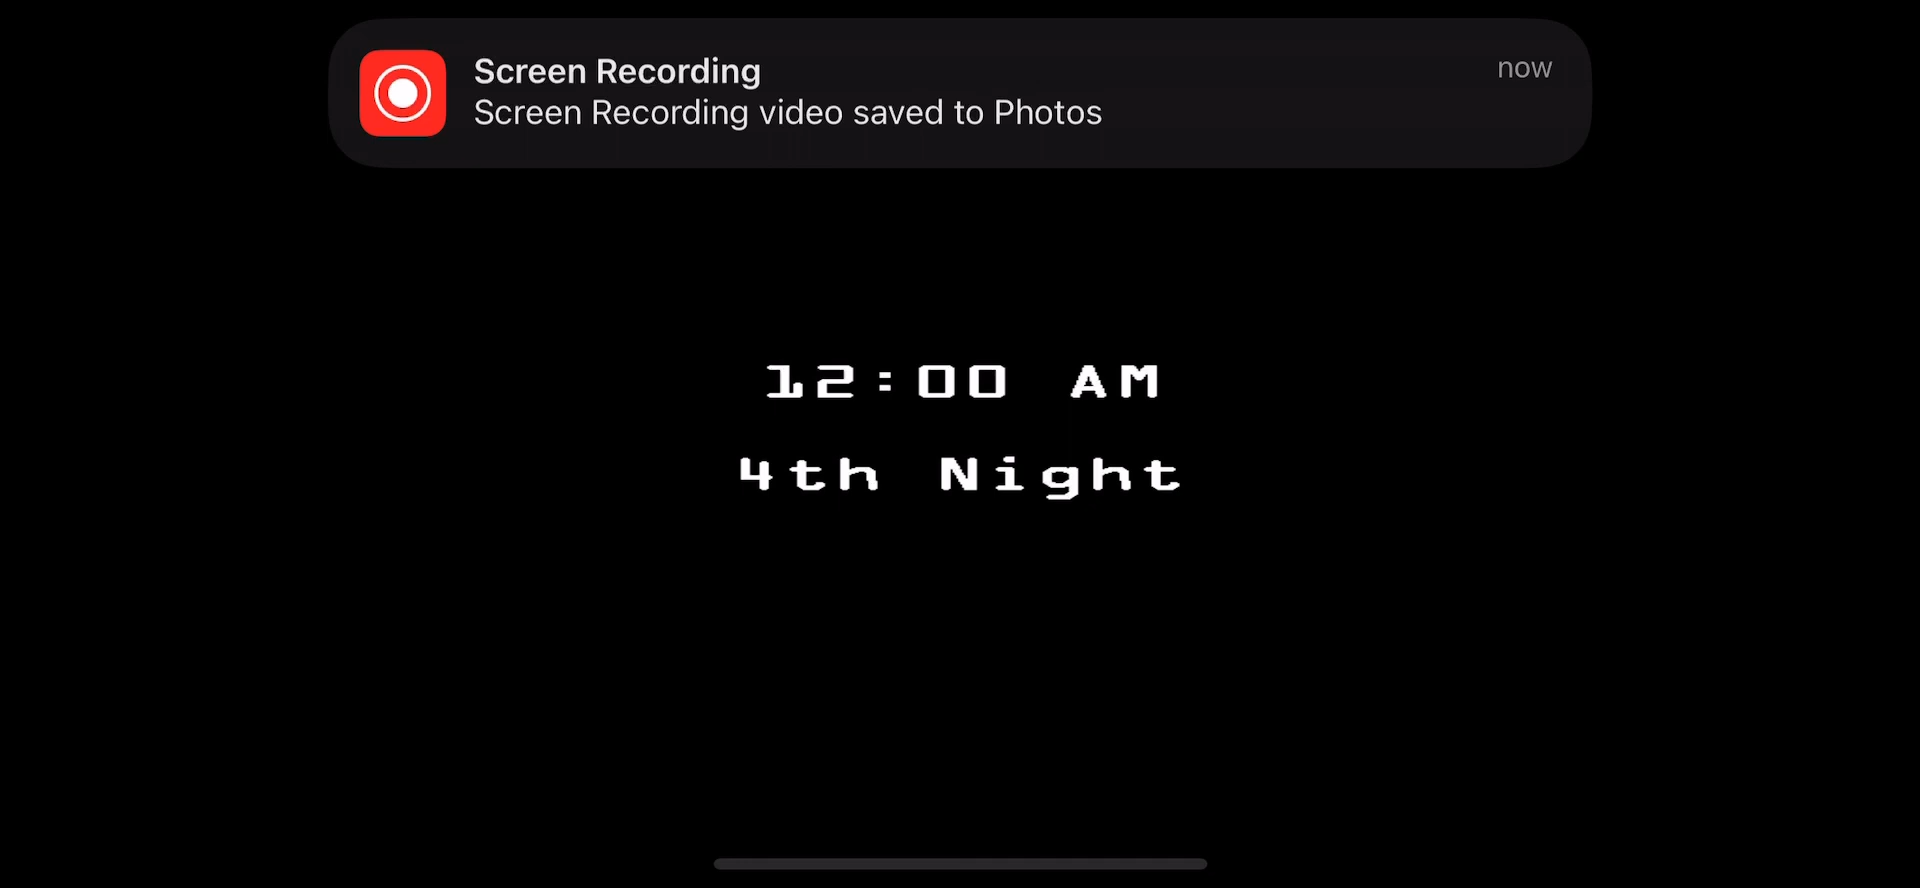 Screen Recording
now
Screen Recording video saved to Photos
12:00 AM
4th Night